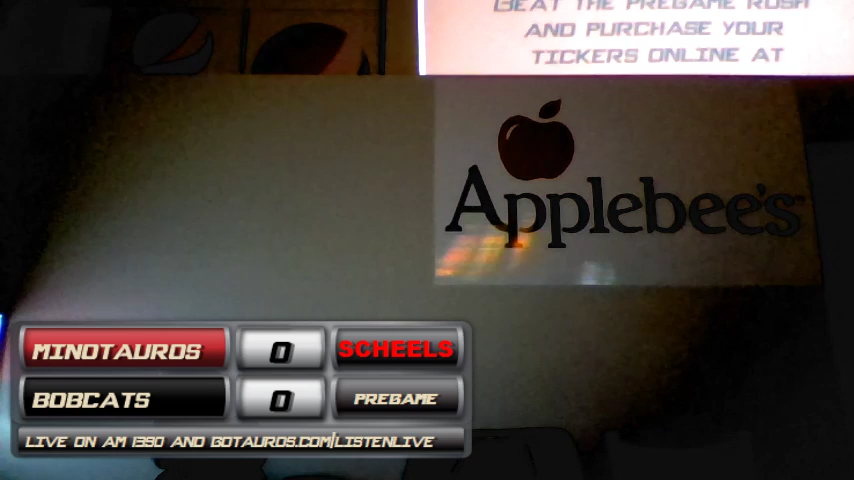 BEAT THE PREGAME RUSH
AND PURCHASE YOUR
TICKERS ONLINE AT
Applebee's
MINOTAUROS 0 SCHEELS
BOBCATS 0 PREGAME
LIVE ON AM 1390 AND GOTAUROS.COM/LISTENLIVE